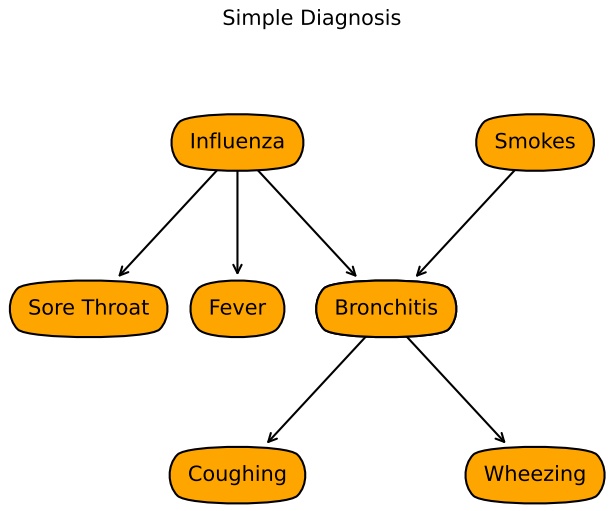 Simple Diagnosis
Influenza
Smokes
Sore Throat
Fever
Bronchitis
Coughing
Wheezing